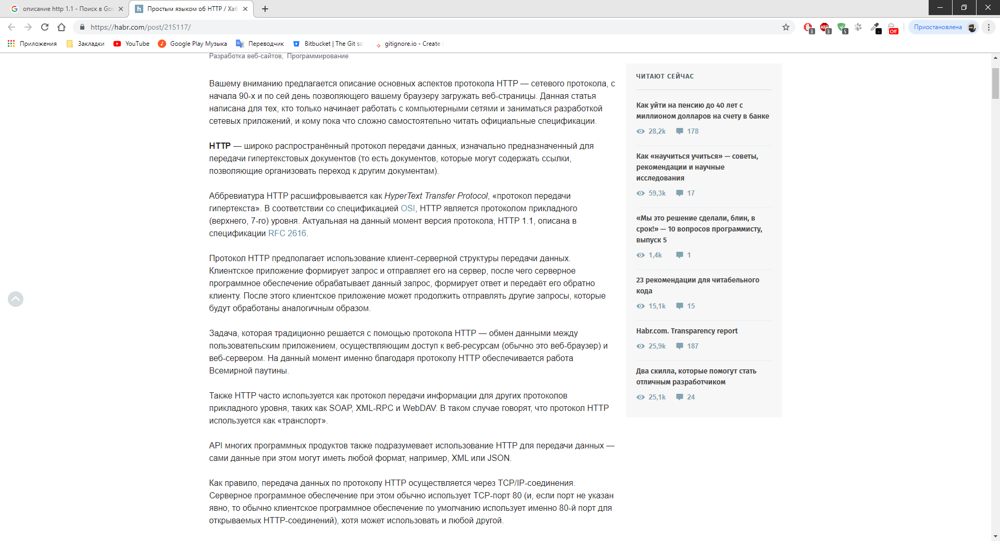 описание http 1.1 - Поиск в Goo
Простым языком об HTTP / Хаб
https://habr.com/post/215117/
3
ABP
3
5
Off
Приостановлена
Приложения
Закладки
YouTube
Google Play Музыка
Переводчик
Bitbucket | The Git so
gitignore.io - Create
Разработка веб-сайтов, Программирование
Вашему вниманию предлагается описание основных аспектов протокола HTTP — сетевого протокола, с
начала 90-х и по сей день позволяющего вашему браузеру загружать веб-страницы. Данная статья
написана для тех, кто только начинает работать с компьютерными сетями и заниматься разработкой
сетевых приложений, и кому пока что сложно самостоятельно читать официальные спецификации.
HTTP — широко распространённый протокол передачи данных, изначально предназначенный для
передачи гипертекстовых документов (то есть документов, которые могут содержать ссылки,
позволяющие организовать переход к другим документам).
Аббревиатура HTTP расшифровывается как HyperText Transfer Protocol, «протокол передачи
гипертекста». В соответствии со спецификацией OSI, HTTP является протоколом прикладного
(верхнего, 7-го) уровня. Актуальная на данный момент версия протокола, HTTP 1.1, описана в
спецификации RFC 2616.
Протокол HTTP предполагает использование клиент-серверной структуры передачи данных.
Клиентское приложение формирует запрос и отправляет его на сервер, после чего серверное
программное обеспечение обрабатывает данный запрос, формирует ответ и передаёт его обратно
клиенту. После этого клиентское приложение может продолжить отправлять другие запросы, которые
будут обработаны аналогичным образом.
Задача, которая традиционно решается с помощью протокола HTTP — обмен данными между
пользовательским приложением, осуществляющим доступ к веб-ресурсам (обычно это веб-браузер) и
веб-сервером. На данный момент именно благодаря протоколу HTTP обеспечивается работа
Всемирной паутины.
Также HTTP часто используется как протокол передачи информации для других протоколов
прикладного уровня, таких как SOAP, XML-RPC и WebDAV. В таком случае говорят, что протокол HTTP
используется как «транспорт».
API многих программных продуктов также подразумевает использование HTTP для передачи данных —
сами данные при этом могут иметь любой формат, например, XML или JSON.
Как правило, передача данных по протоколу HTTP осуществляется через TCP/IP-соединения.
Серверное программное обеспечение при этом обычно использует TCP-порт 80 (и, если порт не указан
явно, то обычно клиентское программное обеспечение по умолчанию использует именно 80-й порт для
открываемых HTTP-соединений), хотя может использовать и любой другой.
ЧИТАЮТ СЕЙЧАС
Как уйти на пенсию до 40 лет с
миллионом долларов на счету в банке
28,2k 178
Как «научиться учиться» — советы,
рекомендации и научные
исследования
59,3k 17
«Мы это решение сделали, блин, в
срок!» — 10 вопросов программисту,
выпуск 5
1,4k 1
23 рекомендации для читабельного
кода
15,1k 15
Habr.com. Transparency report
25,9k 187
Два скилла, которые помогут стать
отличным разработчиком
25,1k 24